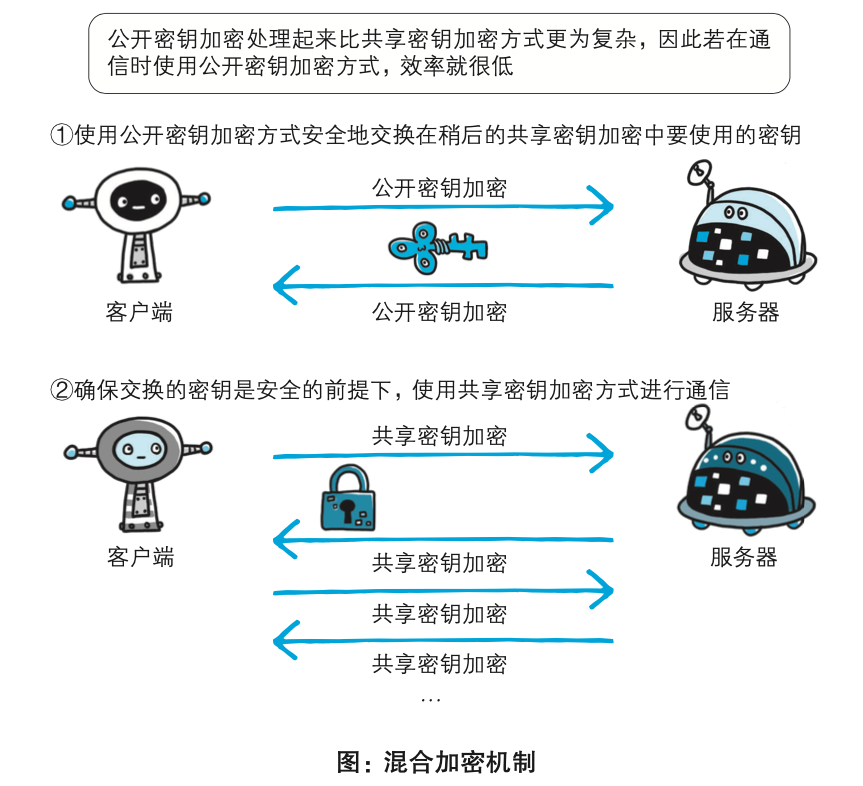 公开密钥加密处理起来比共享密钥加密方式更为复杂，因此若在通
信时使用公开密钥加密方式，效率就很低
①使用公开密钥加密方式安全地交换在稍后的共享密钥加密中要使用的密钥
公开密钥加密
客户端
公开密钥加密
服务器
②确保交换的密钥是安全的前提下，使用共享密钥加密方式进行通信
共享密钥加密
客户端
共享密钥加密
服务器
共享密钥加密
共享密钥加密
…
图：混合加密机制